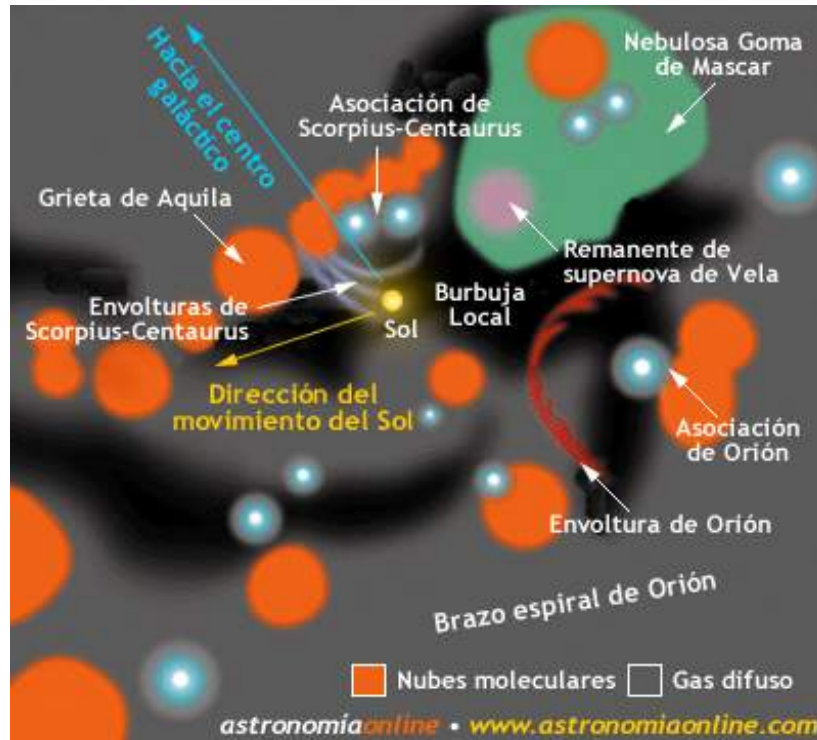 Hacia el centro
galáctico
Nebulosa Goma
de Mascar
Asociación de
Scorpius-Centaurus
Grieta de Aquila
Remanente de
supernova de Vela
Envolturas de
Scorpius-Centaurus
Burbuja
Local
Sol
Dirección del
movimiento del Sol
Asociación
de Orión
Envoltura de Orión
Brazo espiral de Orión
Nubes moleculares
Gas difuso
astronomíaonline • www.astronomiaonline.com